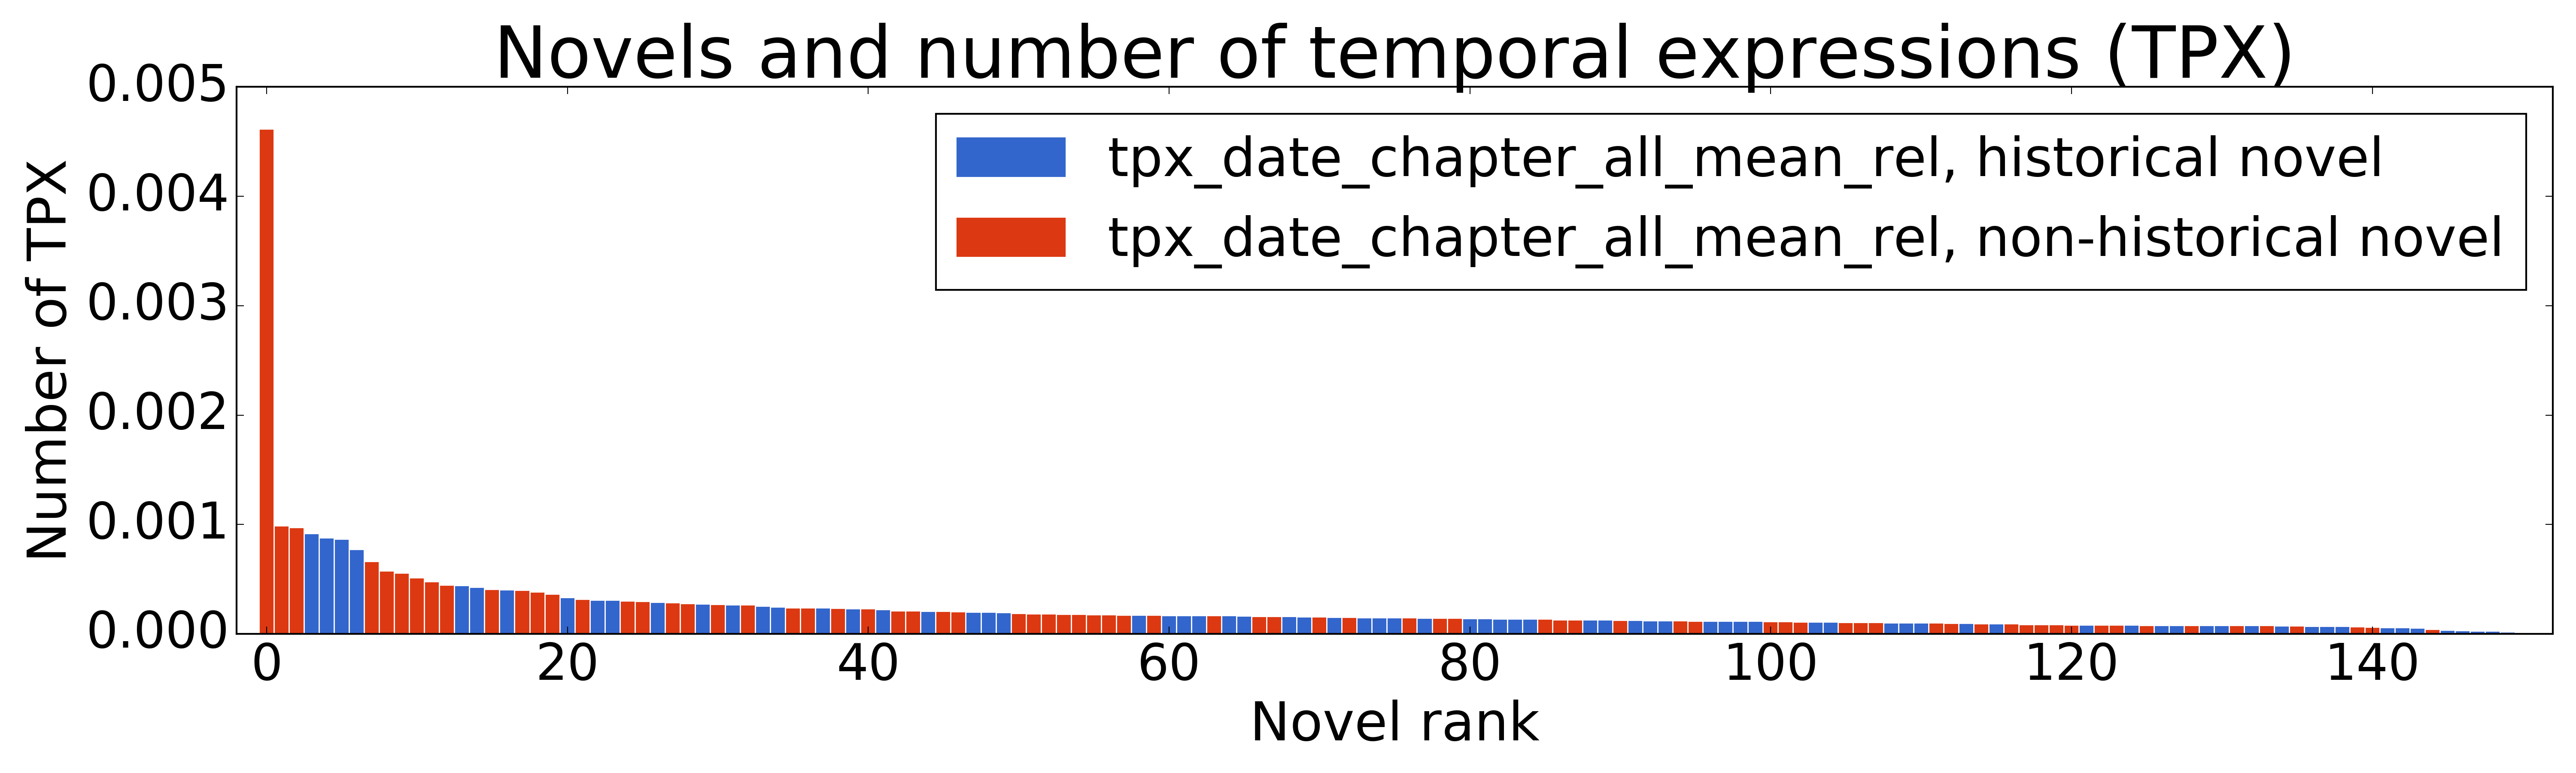 Novels and number of temporal expressions (TPX)
0.005
0.004
0.003
0.002
0.001
0.000
Number of TPX
tpx_date_chapter_all_mean_rel, historical novel
tpx_date_chapter_all_mean_rel, non-historical novel
0 20 40 60 80 100 120 140
Novel rank